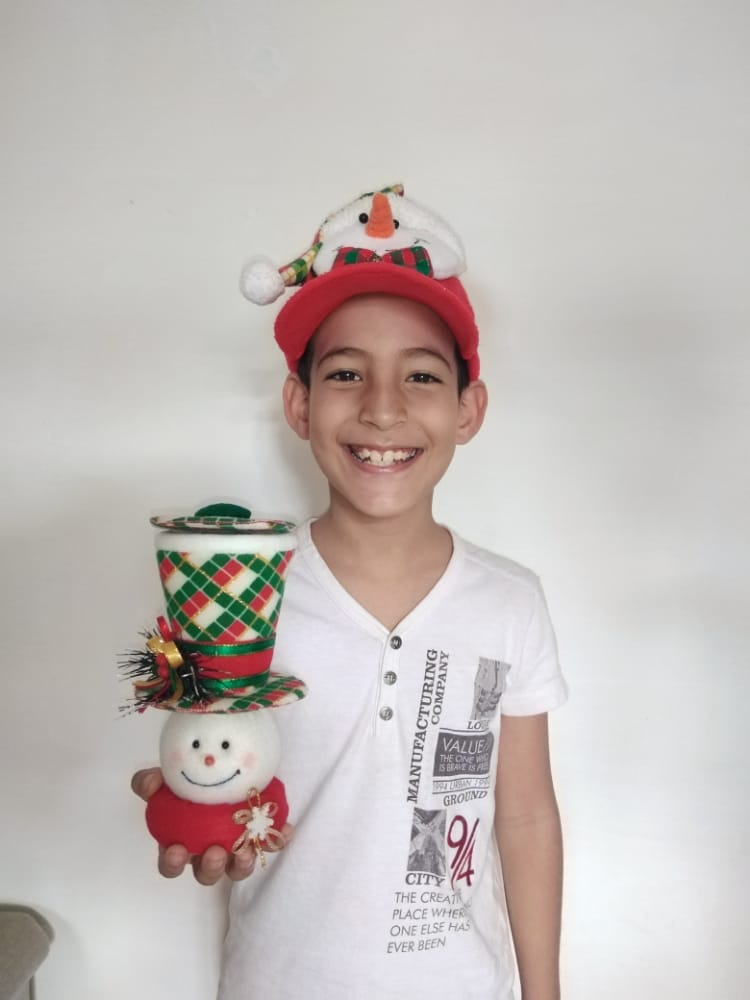 MANUFACTURING
COMPANY
VALUE
THE ONE WHO
IS BRAVE IS FREE
1994 URBAN
GROUND
9/4
CITY
THE CREATI
PLACE WHER
ONE ELSE HAS
EVER BEEN